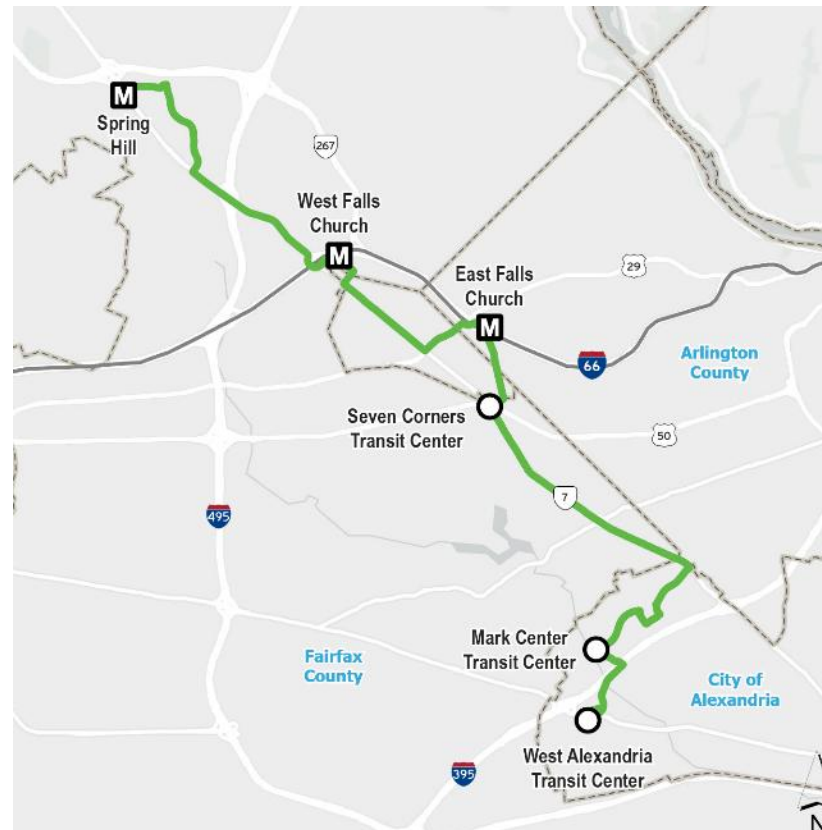 M
Spring
Hill
267
West Falls
Church
M
East Falls
Church
29
M
66
Arlington
County
Seven Corners
Transit Center
50
7
495
Mark Center
Transit Center
Fairfax
County
City of
Alexandria
West Alexandria
Transit Center
395
N